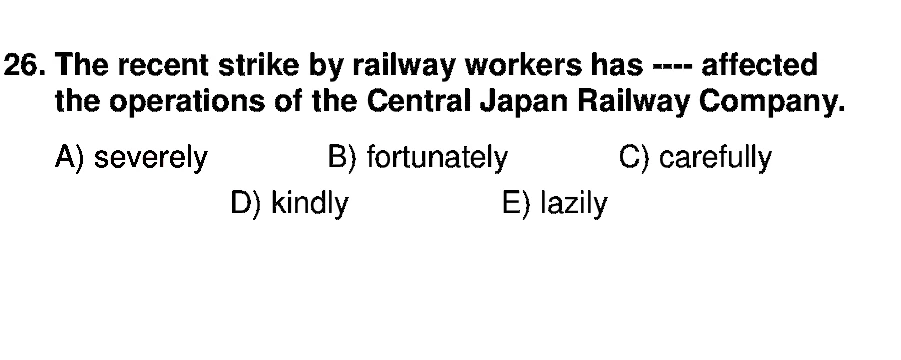 26. The recent strike by railway workers has ---- affected
the operations of the Central Japan Railway Company.
A) severely B) fortunately C) carefully
D) kindly E) lazily